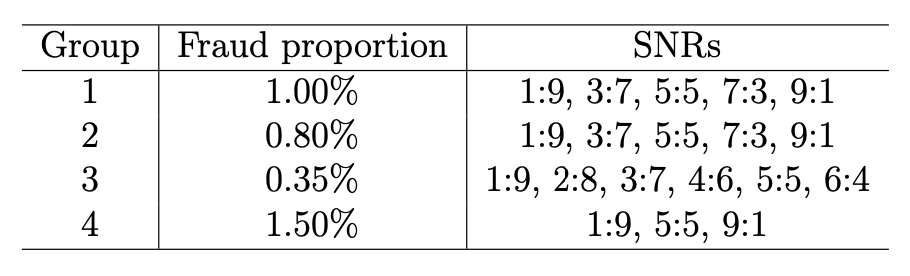 Group Fraud proportion SNRs
1 1.00% 1:9, 3:7, 5:5, 7:3, 9:1
2 0.80% 1:9, 3:7, 5:5, 7:3, 9:1
3 0.35% 1:9, 2:8, 3:7, 4:6, 5:5, 6:4
4 1.50% 1:9, 5:5, 9:1